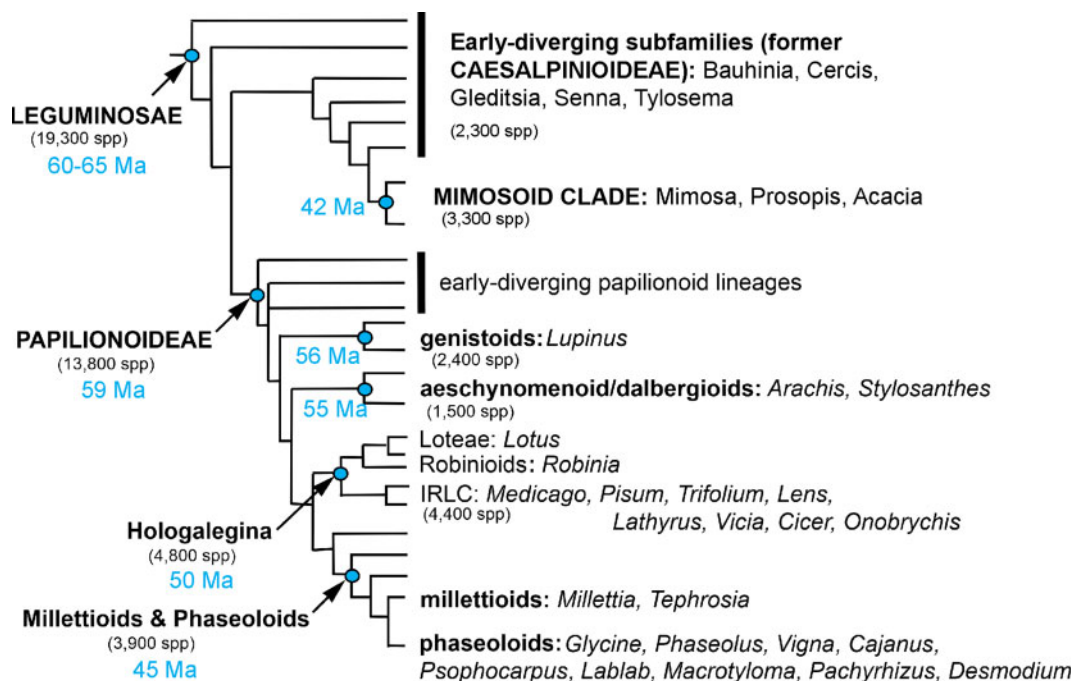 Early-diverging subfamilies (former
CAESALPINIOIDEAE): Bauhinia, Cercis,
Gleditsia, Senna, Tylosema
(2,300 spp)
LEGUMINOSAE
(19,300 spp)
60-65 Ma
42 Ma
MIMOSOID CLADE: Mimosa, Prosopis, Acacia
(3,300 spp)
early-diverging papilionoid lineages
PAPILIONOIDEAE
(13,800 spp)
59 Ma
56 Ma
genistoids: Lupinus
(2,400 spp)
55 Ma
aeschynomenoid/dalbergioids: Arachis, Stylosanthes
(1,500 spp)
Loteae: Lotus
Robinioids: Robinia
IRLC: Medicago, Pisum, Trifolium, Lens,
(4,400 spp)
Lathyrus, Vicia, Cicer, Onobrychis
Hologalegina
(4,800 spp)
50 Ma
Millettioids & Phaseoloids
(3,900 spp)
45 Ma
millettioids: Millettia, Tephrosia
phaseoloids: Glycine, Phaseolus, Vigna, Cajanus,
Psophocarpus, Lablab, Macrotyloma, Pachyrhizus, Desmodium